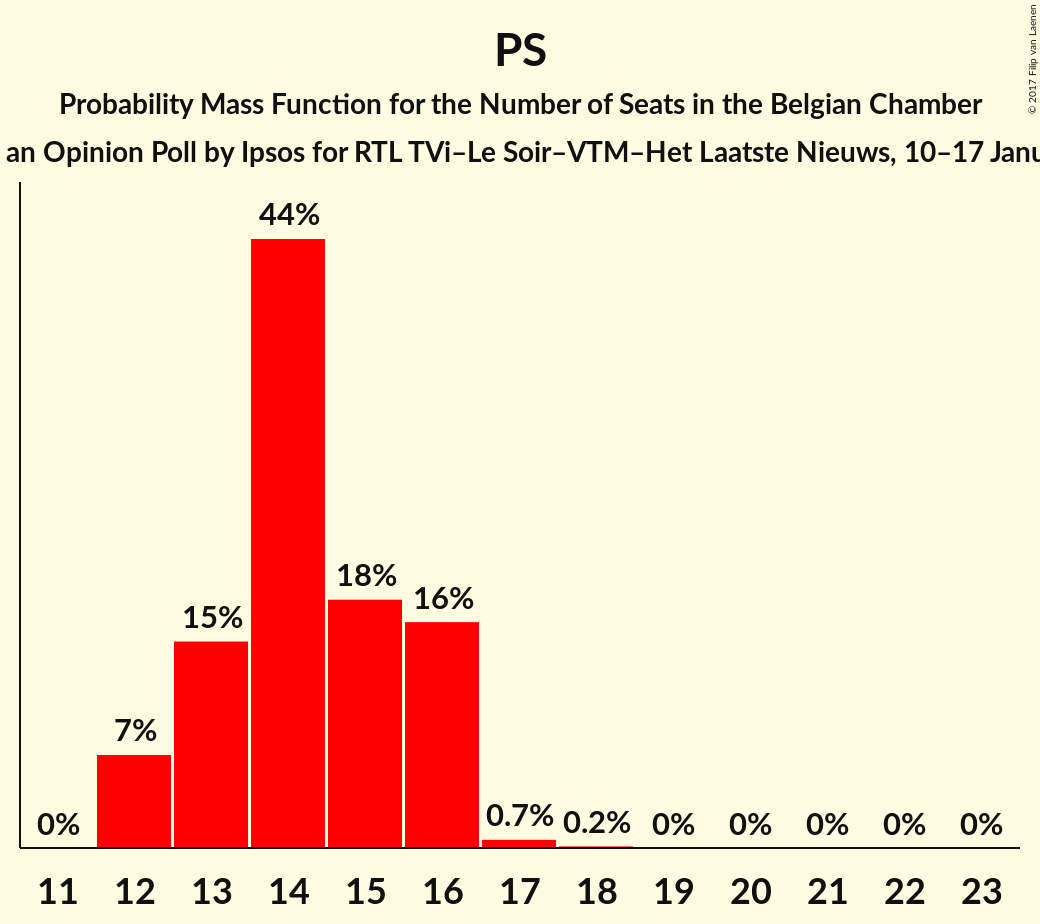 PS
Probability Mass Function for the Number of Seats in the Belgian Chamber
an Opinion Poll by Ipsos for RTL TVi–Le Soir–VTM–Het Laatste Nieuws, 10–17 Janu
© 2017 Filip van Laenen
0% 7% 15% 44% 18% 16% 0.7% 0.2% 0% 0% 0% 0% 0%
11 12 13 14 15 16 17 18 19 20 21 22 23